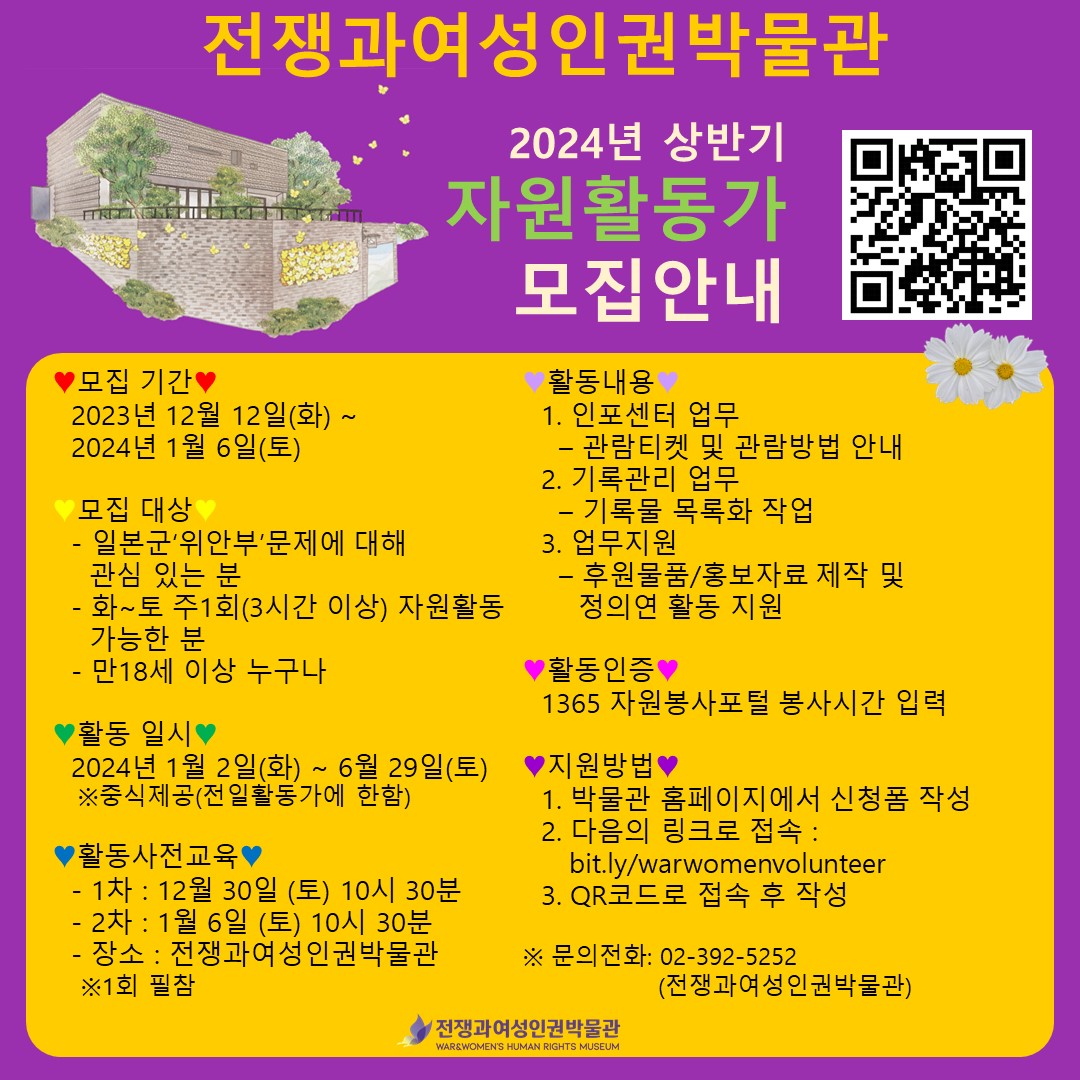 전쟁과여성인권박물관
2024년 상반기
자원활동가
모집안내
♥모집 기간♥
2023년 12월 12일(화) ~
2024년 1월 6일(토)
♥모집 대상♥
- 일본군‘위안부’문제에 대해
관심 있는 분
- 화~토 주1회(3시간 이상) 자원활동
가능한 분
- 만18세 이상 누구나
♥활동 일시♥
2024년 1월 2일(화) ~ 6월 29일(토)
※중식제공(전일활동가에 한함)
♥활동사전교육♥
- 1차 : 12월 30일 (토) 10시 30분
- 2차 : 1월 6일 (토) 10시 30분
- 장소 : 전쟁과여성인권박물관
※1회 필참
♥활동내용♥
1. 인포센터 업무
– 관람티켓 및 관람방법 안내
2. 기록관리 업무
– 기록물 목록화 작업
3. 업무지원
– 후원물품/홍보자료 제작 및
정의연 활동 지원
♥활동인증♥
1365 자원봉사포털 봉사시간 입력
♥지원방법♥
1. 박물관 홈페이지에서 신청폼 작성
2. 다음의 링크로 접속 :
bit.ly/warwomenvolunteer
3. QR코드로 접속 후 작성
※ 문의전화: 02-392-5252
(전쟁과여성인권박물관)
전쟁과여성인권박물관
WAR&WOMEN'S HUMAN RIGHTS MUSEUM